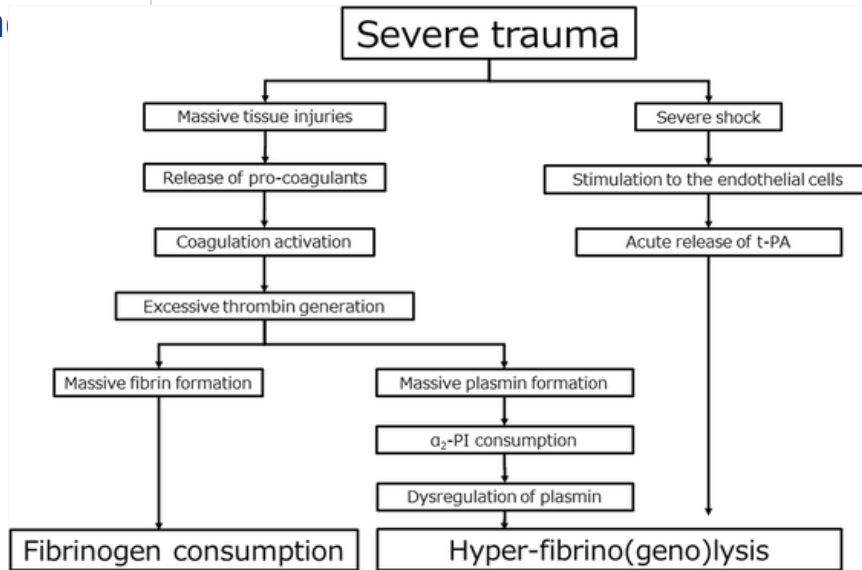 Severe trauma
Massive tissue injuries
Severe shock
Release of pro-coagulants
Stimulation to the endothelial cells
Coagulation activation
Acute release of t-PA
Excessive thrombin generation
Massive fibrin formation
Massive plasmin formation
α₂-PI consumption
Dysregulation of plasmin
Fibrinogen consumption
Hyper-fibrino(geno)lysis